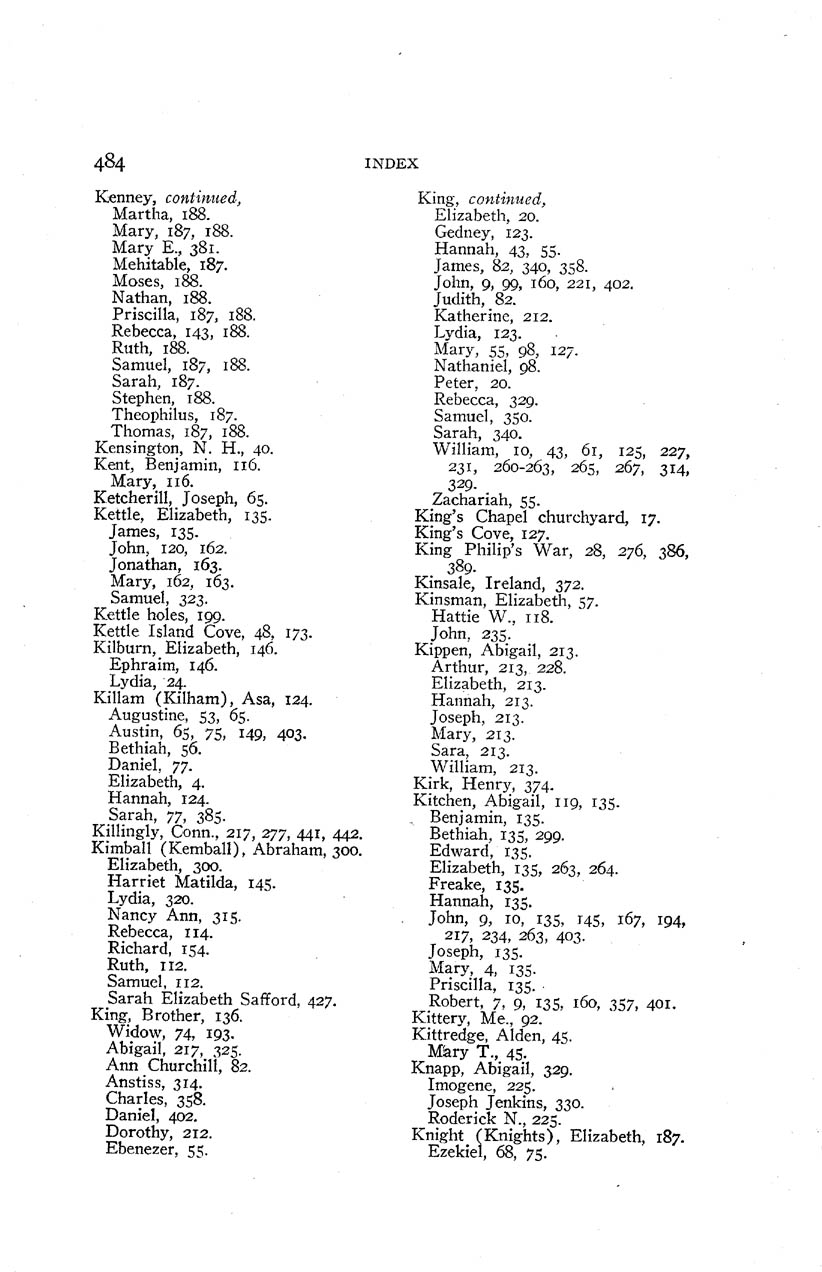 484
INDEX
Kenney, continued,
Martha, 188.
Mary, 187, 188.
Mary E., 381.
Mehitable, 187.
Moses, 188.
Nathan, 188.
Priscilla, 187, 188.
Rebecca, 143, 188.
Ruth, 188.
Samuel, 187, 188.
Sarah, 187.
Stephen, 188.
Theophilus, 187.
Thomas, 187, 188.
Kensington, N. H., 40.
Kent, Benjamin, 116.
Mary, 116.
Ketcherill, Joseph, 65.
Kettle, Elizabeth, 135.
James, 135.
John, 120, 162.
Jonathan, 163.
Mary, 162, 163.
Samuel, 323.
Kettle holes, 199.
Kettle Island Cove, 48, 173.
Kilburn, Elizabeth, 146.
Ephraim, 146.
Lydia, 24.
Killam (Kilham), Asa, 124.
Augustine, 53, 65.
Austin, 65, 75, 149, 403.
Bethiah, 56.
Daniel, 77.
Elizabeth, 4.
Hannah, 124.
Sarah, 77, 385.
Killingly, Conn., 217, 277, 441, 442.
Kimball (Kemball), Abraham, 300.
Elizabeth, 300.
Harriet Matilda, 145.
Lydia, 320.
Nancy Ann, 315.
Rebecca, 114.
Richard, 154.
Ruth, 112.
Samuel, 112.
Sarah Elizabeth Safford, 427.
King, Brother, 136.
Widow, 74, 193.
Abigail, 217, 325.
Ann Churchill, 82.
Anstiss, 314.
Charles, 358.
Daniel, 402.
Dorothy, 212.
Ebenezer, 55.
King, continued,
Elizabeth, 20.
Gedney, 123.
Hannah, 43, 55.
James, 82, 340, 358.
John, 9, 99, 160, 221, 402.
Judith, 82.
Katherine, 212.
Lydia, 123.
Mary, 55, 98, 127.
Nathaniel, 98.
Peter, 20.
Rebecca, 329.
Samuel, 350.
Sarah, 340.
William, 10, 43, 61, 125, 227,
231, 260-263, 265, 267, 314,
329.
Zachariah, 55.
King's Chapel churchyard, 17.
King's Cove, 127.
King Philip's War, 28, 276, 386,
389.
Kinsale, Ireland, 372.
Kinsman, Elizabeth, 57.
Hattie W., 118.
John, 235.
Kippen, Abigail, 213.
Arthur, 213, 228.
Elizabeth, 213.
Hannah, 213.
Joseph, 213.
Mary, 213.
Sara, 213.
William, 213.
Kirk, Henry, 374.
Kitchen, Abigail, 119, 135.
Benjamin, 135.
Bethiah, 135, 299.
Edward, 135.
Elizabeth, 135, 263, 264.
Freake, 135.
Hannah, 135.
John, 9, 10, 135, 145, 167, 194,
217, 234, 263, 403.
Joseph, 135.
Mary, 4, 135.
Priscilla, 135.
Robert, 7, 9, 135, 160, 357, 401.
Kittery, Me., 92.
Kittredge, Alden, 45.
Mary T., 45.
Knapp, Abigail, 329.
Imogene, 225.
Joseph Jenkins, 330.
Roderick N., 225.
Knight (Knights), Elizabeth, 187.
Ezekiel, 68, 75.